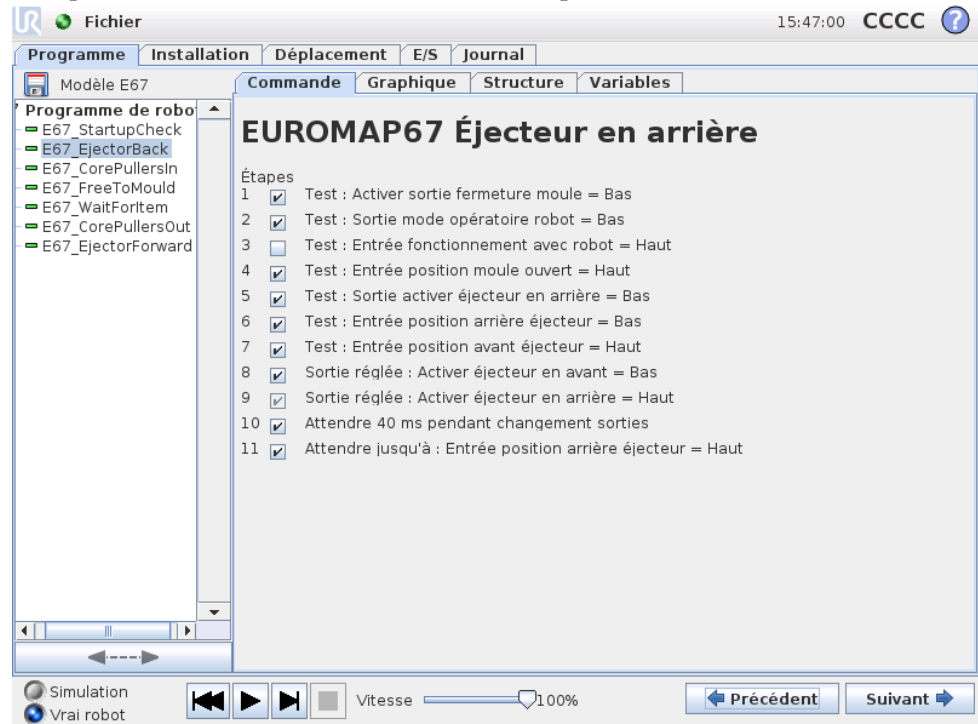 UR Fichier 15:47:00 CCCC ?
Programme Installation Déplacement E/S Journal
Modèle E67
Commande Graphique Structure Variables
Programme de robo
E67_StartupCheck
E67_EjectorBack
E67_CorePullersIn
E67_FreeToMould
E67_WaitForItem
E67_CorePullersOut
E67_EjectorForward
EUROMAP67 Éjecteur en arrière
Étapes
1 Test : Activer sortie fermeture moule = Bas
2 Test : Sortie mode opératoire robot = Bas
3 Test : Entrée fonctionnement avec robot = Haut
4 Test : Entrée position moule ouvert = Haut
5 Test : Sortie activer éjecteur en arrière = Bas
6 Test : Entrée position arrière éjecteur = Bas
7 Test : Entrée position avant éjecteur = Haut
8 Sortie réglée : Activer éjecteur en avant = Bas
9 Sortie réglée : Activer éjecteur en arrière = Haut
10 Attendre 40 ms pendant changement sorties
11 Attendre jusqu'à : Entrée position arrière éjecteur = Haut
Simulation
Vrai robot
Vitesse 100%
Précédent Suivant